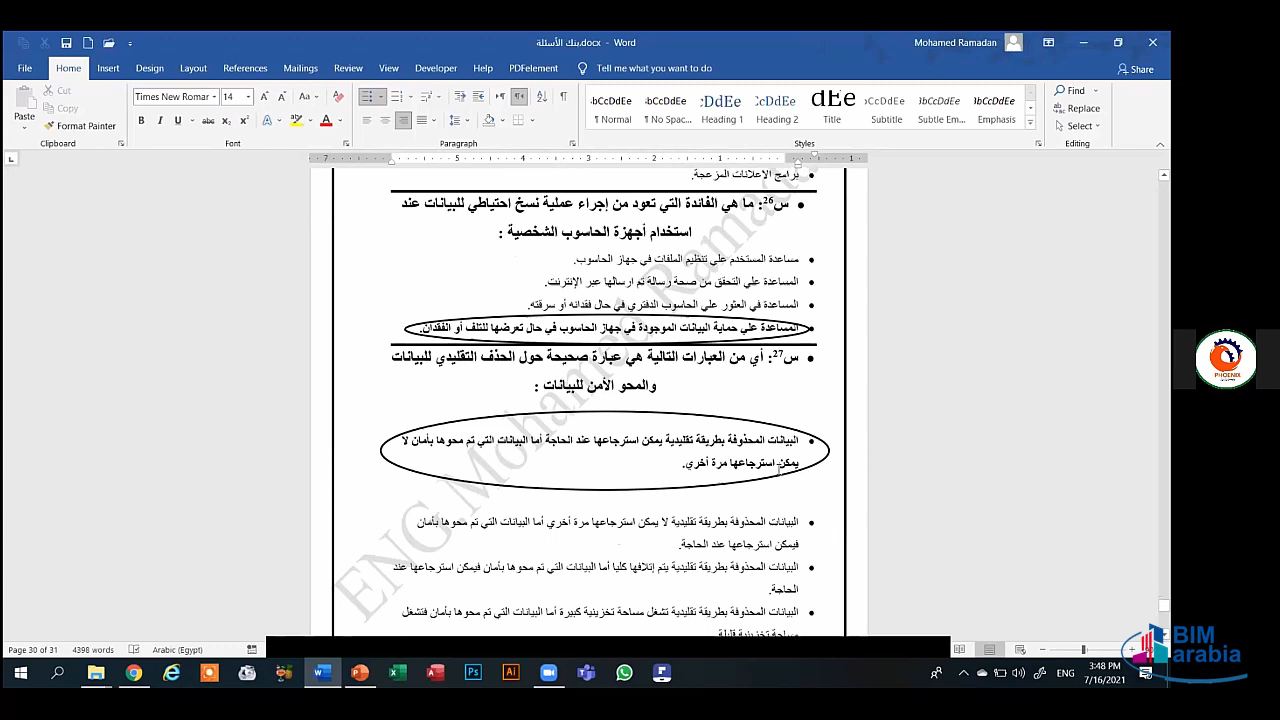 بنك الأسئلة.docx - Word
Mohamed Ramadan
File Home Insert Design Layout References Mailings Review View Developer Help PDFelement Tell me what you want to do Share
Cut
Copy
Format Painter
Paste
Times New Romar 14
Clipboard Font Paragraph Styles Editing
¶ Normal ¶ No Spac... Heading 1 Heading 2 Title Subtitle Subtle Em... Emphasis
Find
Replace
Select
برامج الإعلانات المزعجة.
س26: ما هي الفائدة التي تعود من إجراء عملية نسخ احتياطي للبيانات عند
استخدام أجهزة الحاسوب الشخصية :
مساعدة المستخدم علي تنظيم الملفات في جهاز الحاسوب.
المساعدة علي التحقق من صحة رسالة تم ارسالها عبر الإنترنت.
المساعدة في العثور علي الحاسوب الدفتري في حال فقدانه أو سرقته.
المساعدة علي حماية البيانات الموجودة في جهاز الحاسوب في حال تعرضها للتلف أو الفقدان.
س27: أي من العبارات التالية هي عبارة صحيحة حول الحذف التقليدي للبيانات
والمحو الأمن للبيانات :
البيانات المحذوفة بطريقة تقليدية يمكن استرجاعها عند الحاجة أما البيانات التي تم محوها بأمان لا
يمكن استرجاعها مرة أخري.
البيانات المحذوفة بطريقة تقليدية لا يمكن استرجاعها مرة أخري أما البيانات التي تم محوها بأمان
فيمكن استرجاعها عند الحاجة.
البيانات المحذوفة بطريقة تقليدية يتم إتلافها كليا أما البيانات التي تم محوها بأمان فيمكن استرجاعها عند
الحاجة.
البيانات المحذوفة بطريقة تقليدية تشغل مساحة تخزينية كبيرة أما البيانات التي تم محوها بأمان فتشغل
مساحة تخزينية قليلة
ENG Mohamed Ramadan
PHOENIX
Page 30 of 31 4398 words Arabic (Egypt)
BIM
arabia
ENG
3:48 PM
7/16/2021